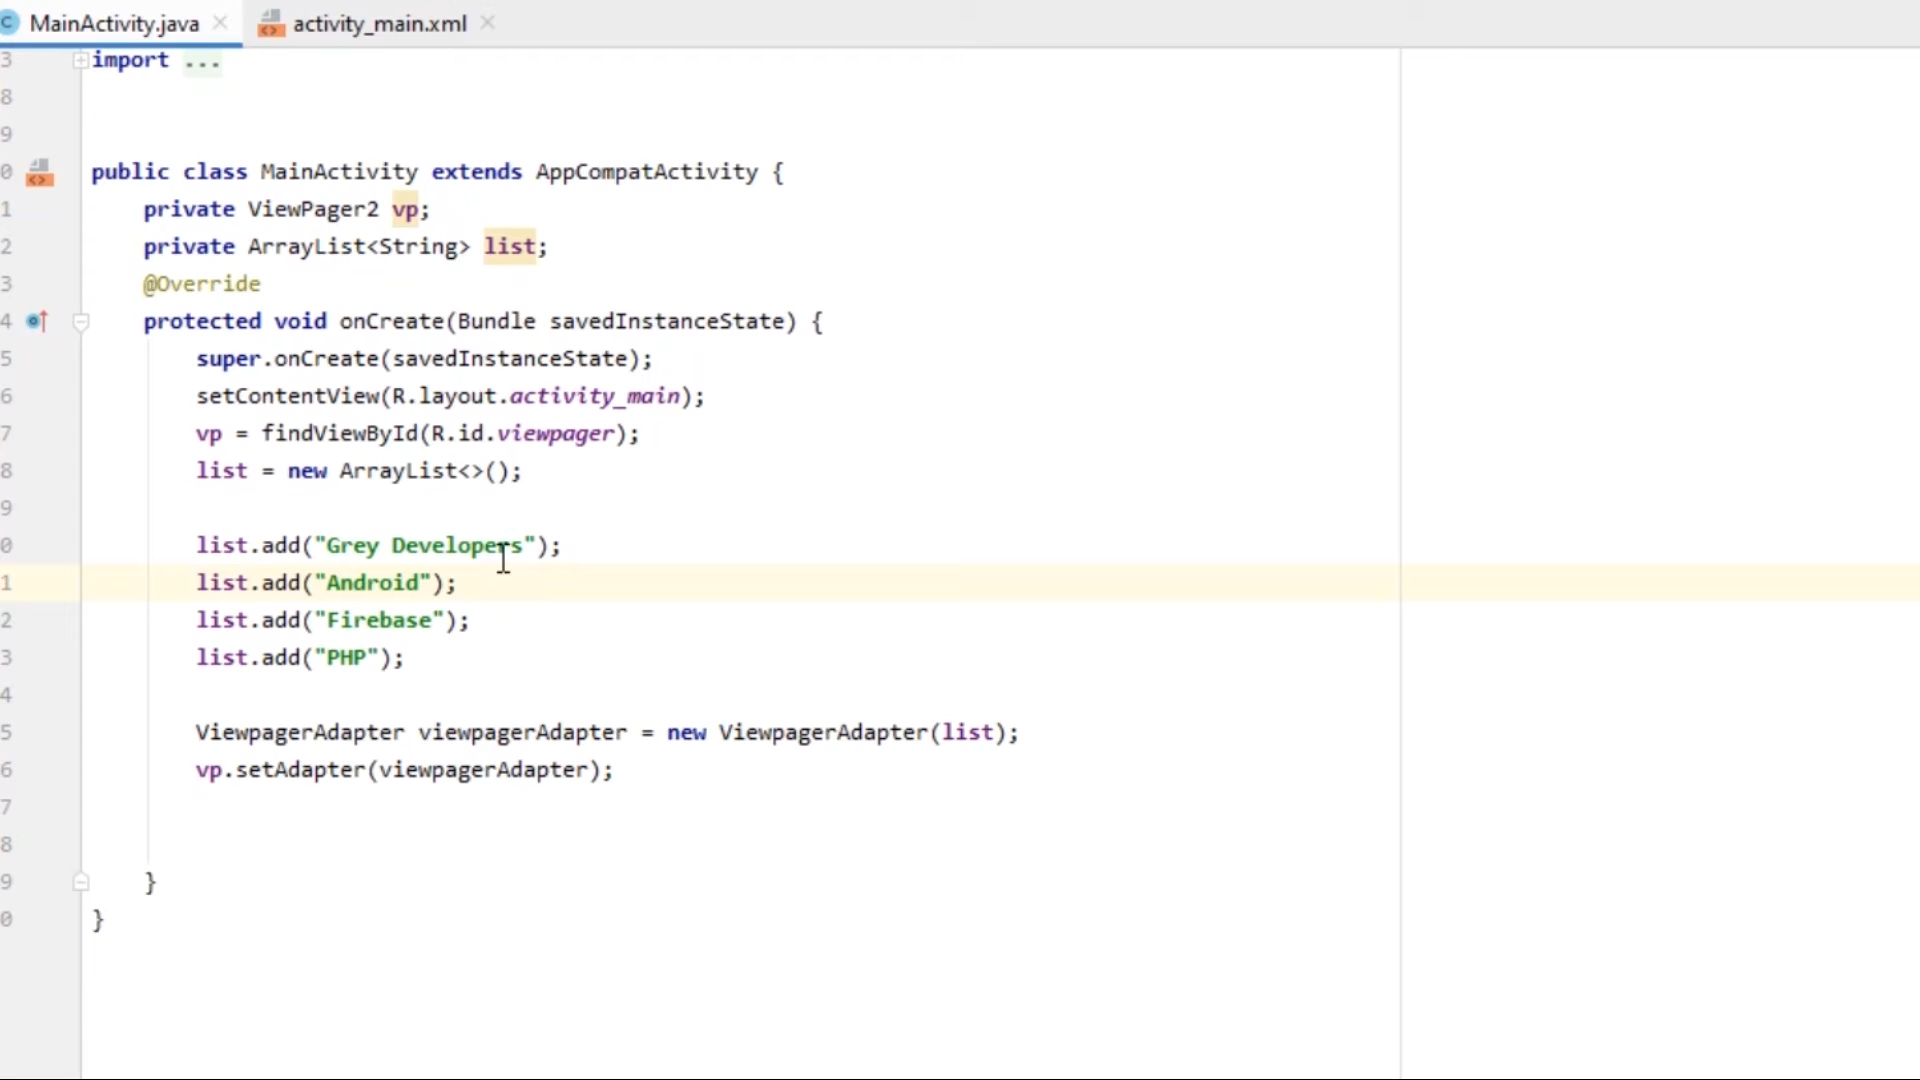 MainActivity.java activity_main.xml
3 import ...
8
9
0 public class MainActivity extends AppCompatActivity {
1 private ViewPager2 vp;
2 private ArrayList<String> list;
3 @Override
4 protected void onCreate(Bundle savedInstanceState) {
5 super.onCreate(savedInstanceState);
6 setContentView(R.layout.activity_main);
7 vp = findViewById(R.id.viewpager);
8 list = new ArrayList<>();
9
0 list.add("Grey Developers");
1 list.add("Android");
2 list.add("Firebase");
3 list.add("PHP");
4
5 ViewpagerAdapter viewpagerAdapter = new ViewpagerAdapter(list);
6 vp.setAdapter(viewpagerAdapter);
7
8
9 }
0 }